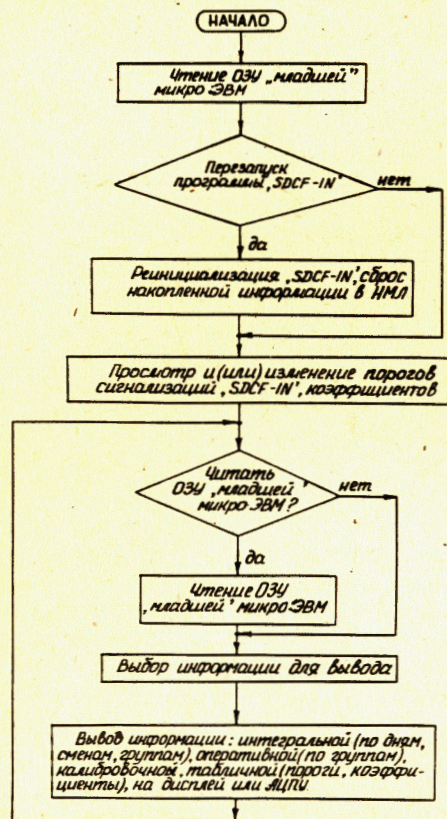 НАЧАЛО
Чтение ОЗУ „младшей”
микро ЭВМ
Перезапуск
программы „SDCF-IN”
нет
да
Реинициализация „SDCF-IN”, сброс
накопленной информации в НМЛ
Просмотр и (или) изменение порогов
сигнализаций „SDCF-IN”, коэффициентов
Читать
ОЗУ „младшей”
микро ЭВМ?
нет
да
Чтение ОЗУ
„младшей” микро ЭВМ
Выбор информации для вывода
Вывод информации: интегральной (по дням,
сменам, группам), оперативной (по группам),
калибровочной, табличной (пороги, коэффи-
циенты), на дисплей или АЦПУ